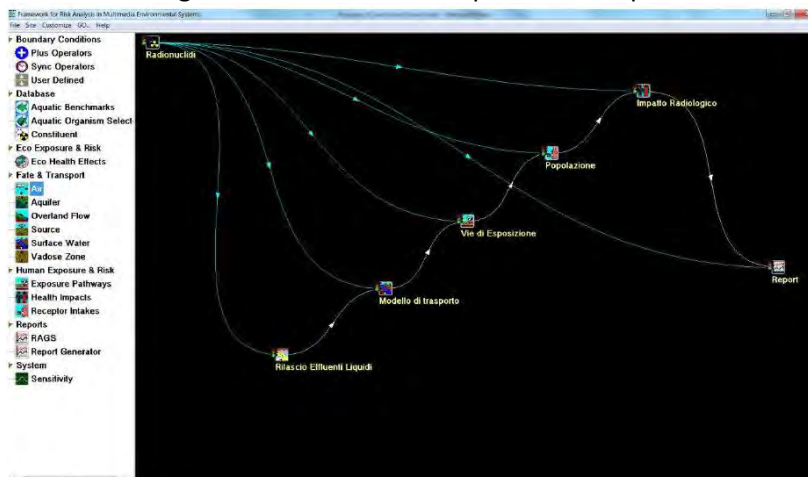 Framework for Risk Analysis in Multimedia Environmental Systems
File Site Customize GO... Help
Boundary Conditions
Plus Operators
Sync Operators
User Defined
Database
Aquatic Benchmarks
Aquatic Organism Select
Constituent
Eco Exposure & Risk
Eco Health Effects
Fate & Transport
Air
Aquifer
Overland Flow
Source
Surface Water
Vadose Zone
Human Exposure & Risk
Exposure Pathways
Health Impacts
Receptor Intakes
Reports
RAGS
Report Generator
System
Sensitivity
Radionuclidi
Impatto Radiologico
Popolazione
Vie di Esposizione
Report
Modello di trasporto
Rilascio Effluenti Liquidi